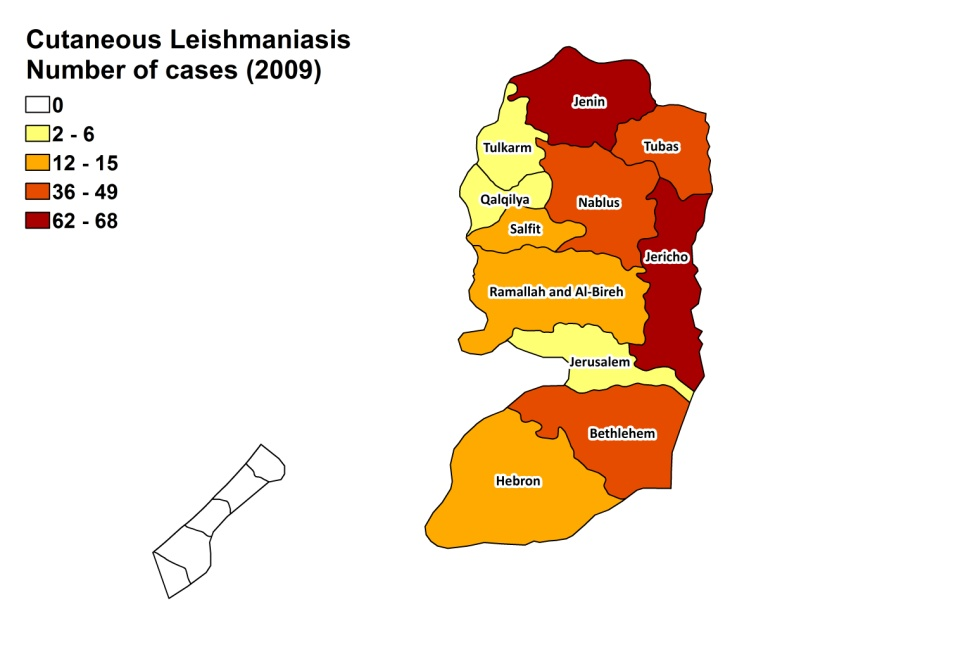 Cutaneous Leishmaniasis
Number of cases (2009)
0
2 - 6
12 - 15
36 - 49
62 - 68
Jenin
Tulkarm
Tubas
Qalqilya
Nablus
Salfit
Jericho
Ramallah and Al-Bireh
Jerusalem
Bethlehem
Hebron